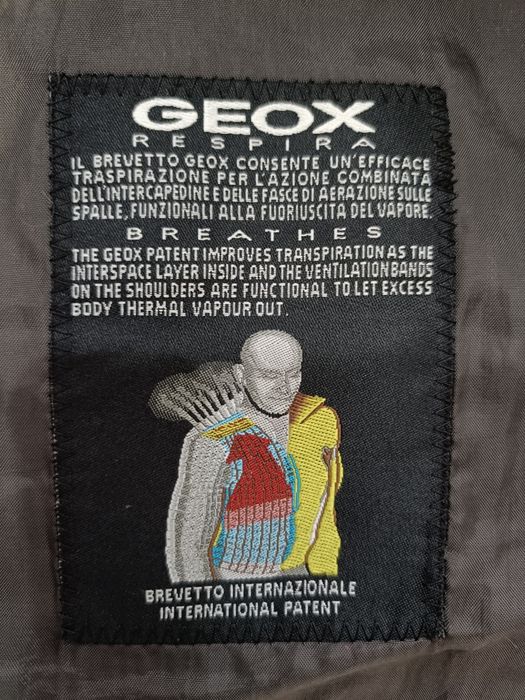 GEOX
RESPIRA
IL BREVETTO GEOX CONSENTE UN'EFFICACE
TRASPIRAZIONE PER L'AZIONE COMBINATA
DELL'INTERCAPEDINE E DELLE FASCE DI AERAZIONE SULLE
SPALLE, FUNZIONALI ALLA FUORIUSCITA DEL VAPORE.
BREATHES
THE GEOX PATENT IMPROVES TRANSPIRATION AS THE
INTERSPACE LAYER INSIDE AND THE VENTILATION BANDS
ON THE SHOULDERS ARE FUNCTIONAL TO LET EXCESS
BODY THERMAL VAPOUR OUT.
BREVETTO INTERNAZIONALE
INTERNATIONAL PATENT